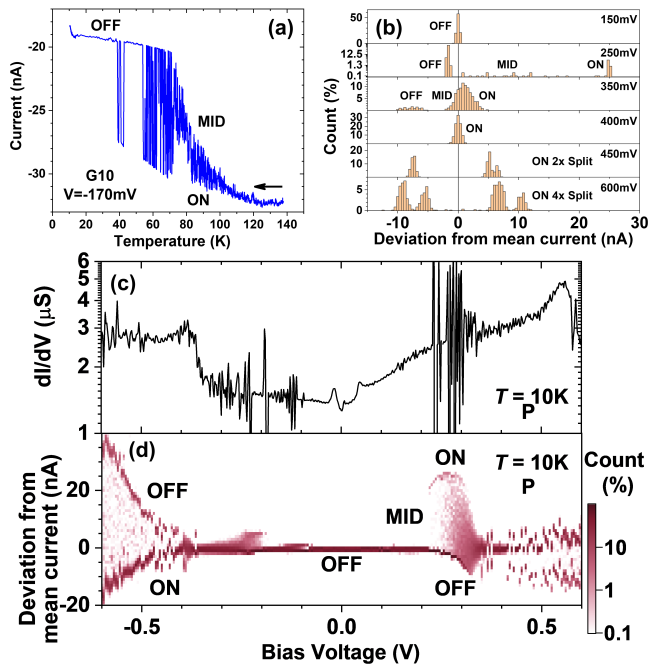 (a)
OFF
MID
ON
G10
V=-170mV
-20
-25
-30
Current (nA)
0 20 40 60 80 100 120 140
Temperature (K)
(b)
OFF
150mV
50
0
OFF
MID
ON
250mV
12.5
1.3
0.1
OFF
MID
ON
350mV
10
5
0
ON
400mV
30
20
10
0
ON 2x Split
450mV
20
10
0
ON 4x Split
600mV
5
0
Count (%)
-10 0 10 20 30
Deviation from mean current (nA)
(c)
6
5
4
3
2
1
dI/dV (µS)
T = 10K
P
(d)
OFF
ON
OFF
MID
ON
OFF
T = 10K
P
20
0
-20
Deviation from
mean current (nA)
-0.5 0.0 0.5
Bias Voltage (V)
Count
(%)
10
1
0.1